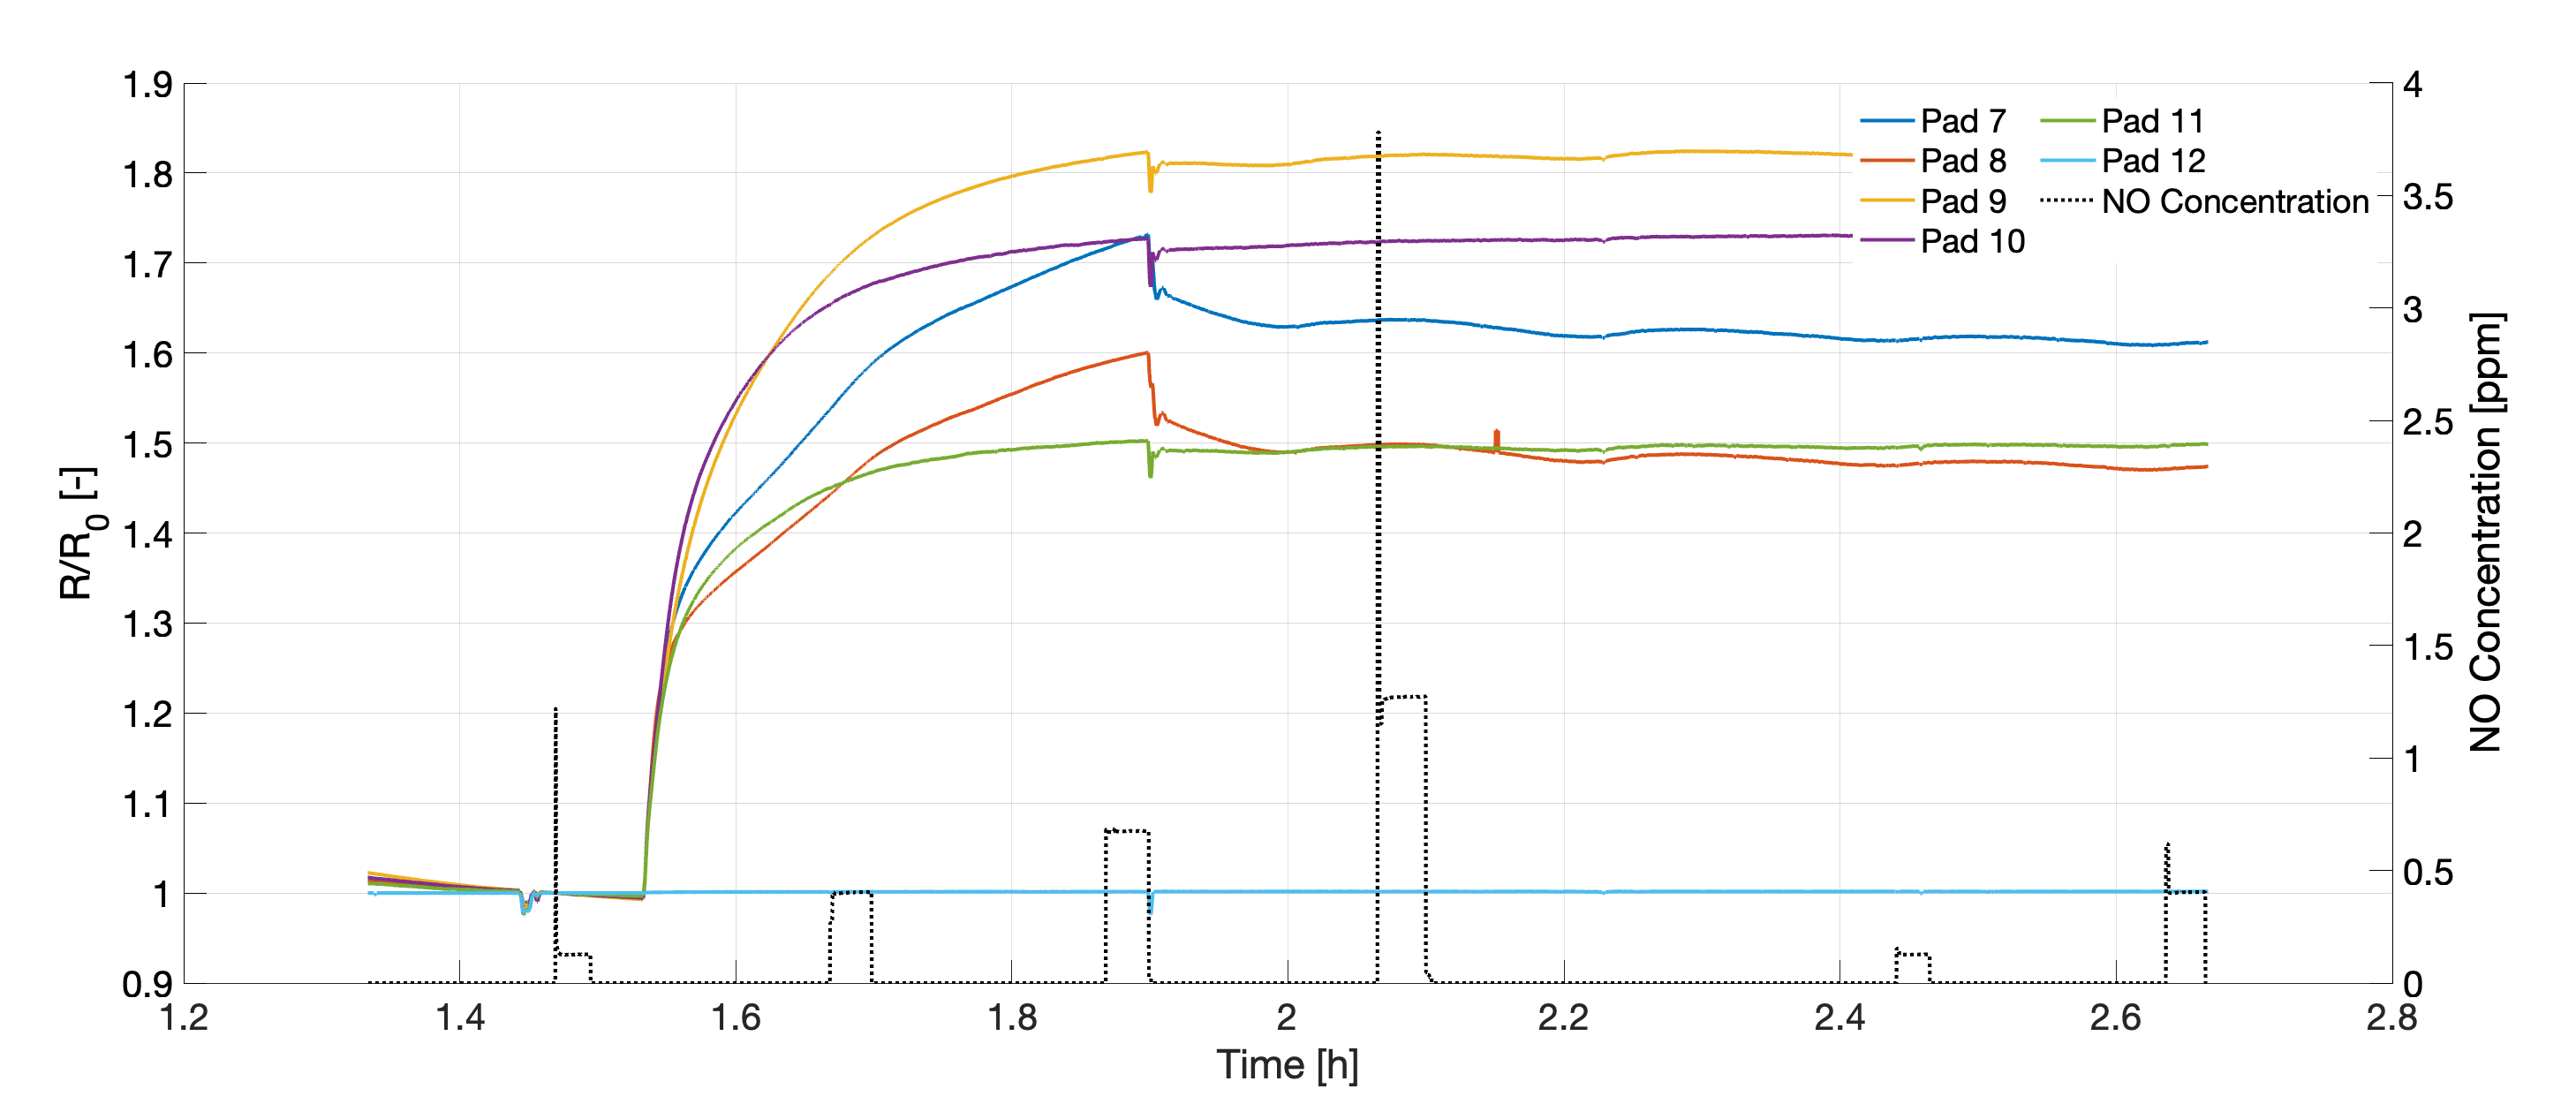 1.9
1.8
1.7
1.6
1.5
1.4
1.3
1.2
1.1
1
0.9
R/R0 [-]
1.2 1.4 1.6 1.8 2 2.2 2.4 2.6 2.8
Time [h]
4
3.5
3
2.5
2
1.5
1
0.5
0
NO Concentration [ppm]
Pad 7
Pad 8
Pad 9
Pad 10
Pad 11
Pad 12
NO Concentration